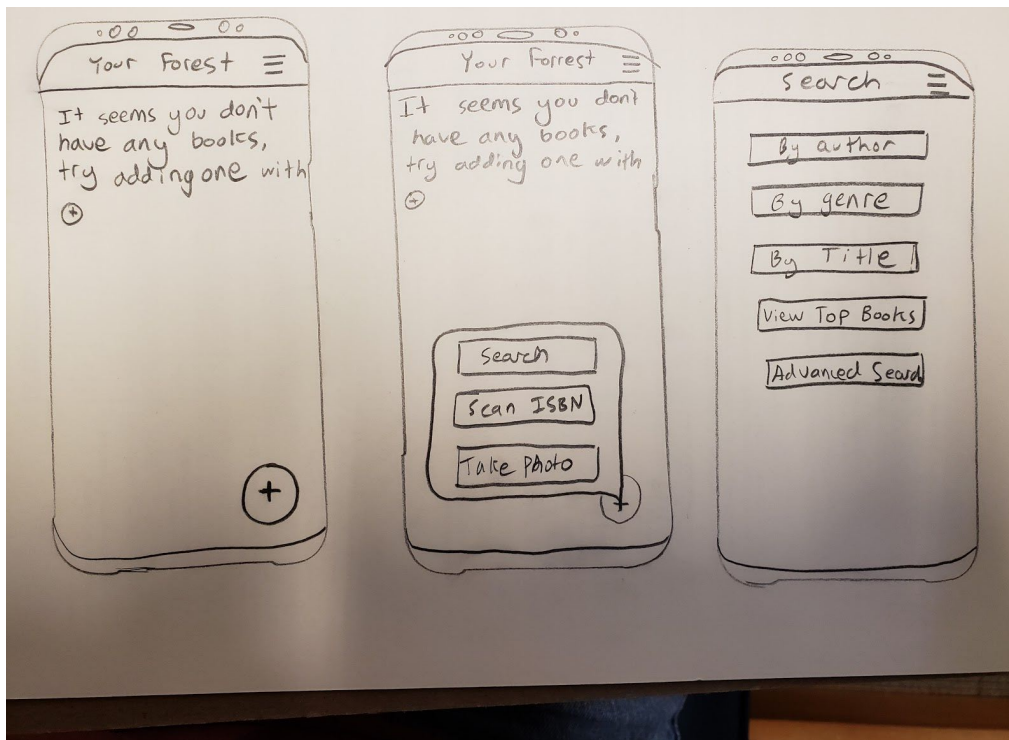 Your Forest
It seems you don't
have any books,
try adding one with
+
+
Your Forrest
It seems you don't
have any books,
try adding one with
+
Search
Scan ISBN
Take Photo
+
Search
By author
By genre
By Title
View Top Books
Advanced Search